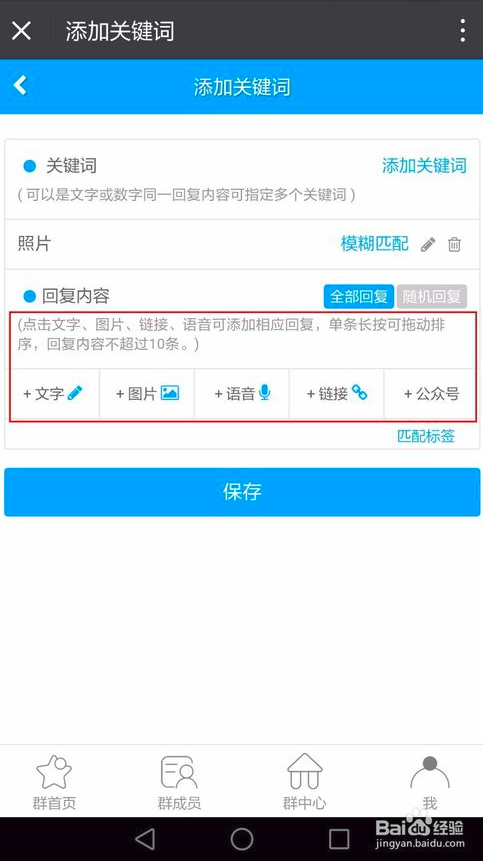 添加关键词
添加关键词
关键词 添加关键词
(可以是文字或数字同一回复内容可指定多个关键词)
照片 模糊匹配
回复内容 全部回复 随机回复
(点击文字、图片、链接、语音可添加相应回复，单条长按可拖动排
序，回复内容不超过10条。)
+文字 +图片 +语音 +链接 +公众号
匹配标签
保存
群首页 群成员 群中心 我
Baidu经验
jingyan.baidu.com